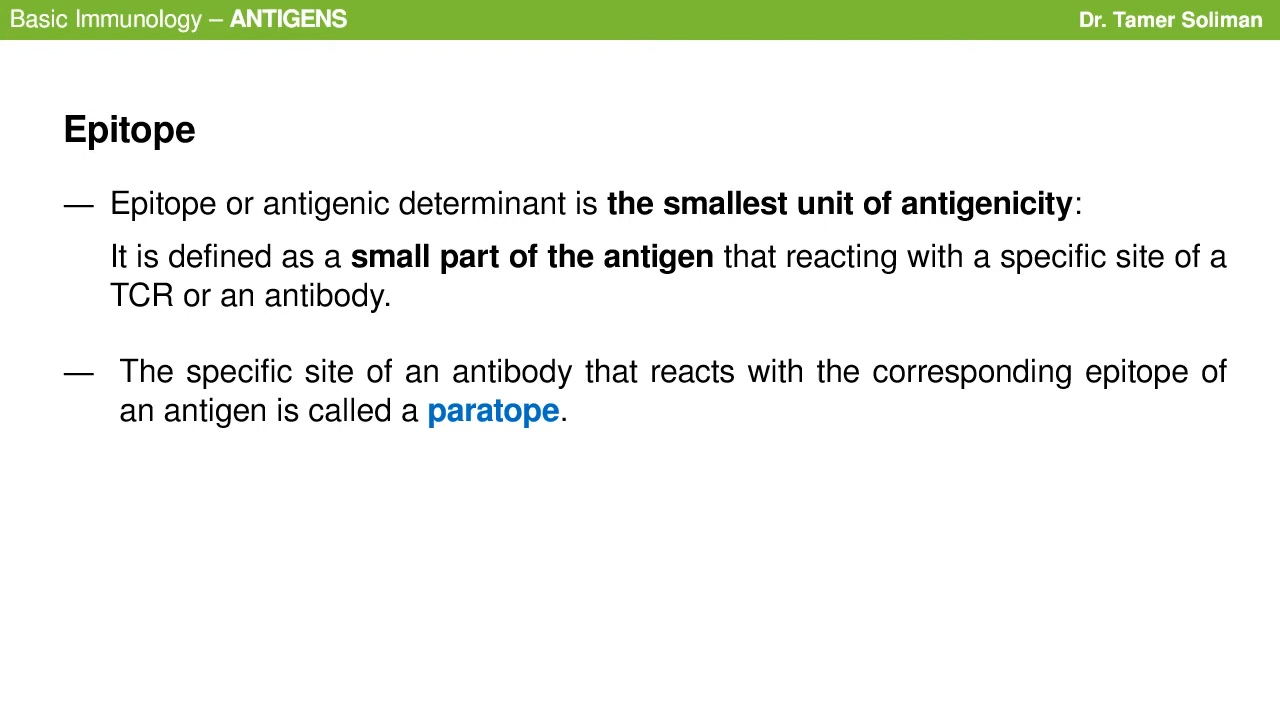 Basic Immunology – ANTIGENS
Dr. Tamer Soliman
Epitope
— Epitope or antigenic determinant is the smallest unit of antigenicity:
It is defined as a small part of the antigen that reacting with a specific site of a
TCR or an antibody.
— The specific site of an antibody that reacts with the corresponding epitope of
an antigen is called a paratope.